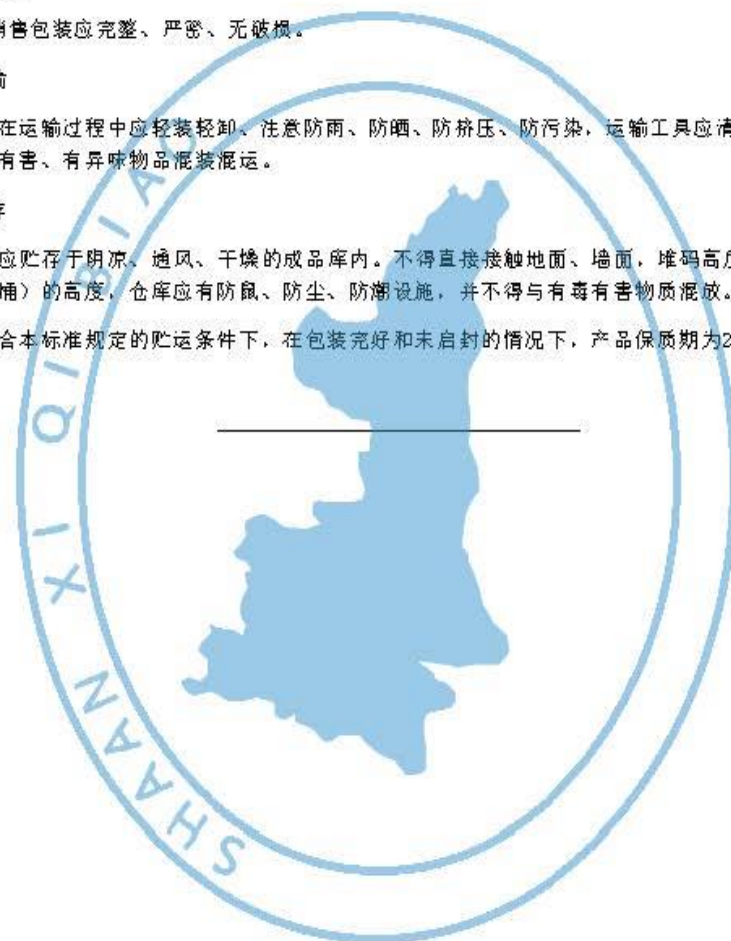 销售包装应完整、严密、无破损。
输
在运输过程中应轻装轻卸、注意防雨、防晒、防挤压、防污染，运输工具应清
有害、有异味物品混装混运。
存
应贮存于阴凉、通风、干燥的成品库内。不得直接接触地面、墙面，堆码高度
桶）的高度，仓库应有防鼠、防尘、防潮设施，并不得与有毒有害物质混放。
合本标准规定的贮运条件下，在包装完好和未启封的情况下，产品保质期为2
SHAAN XI QI BIAO